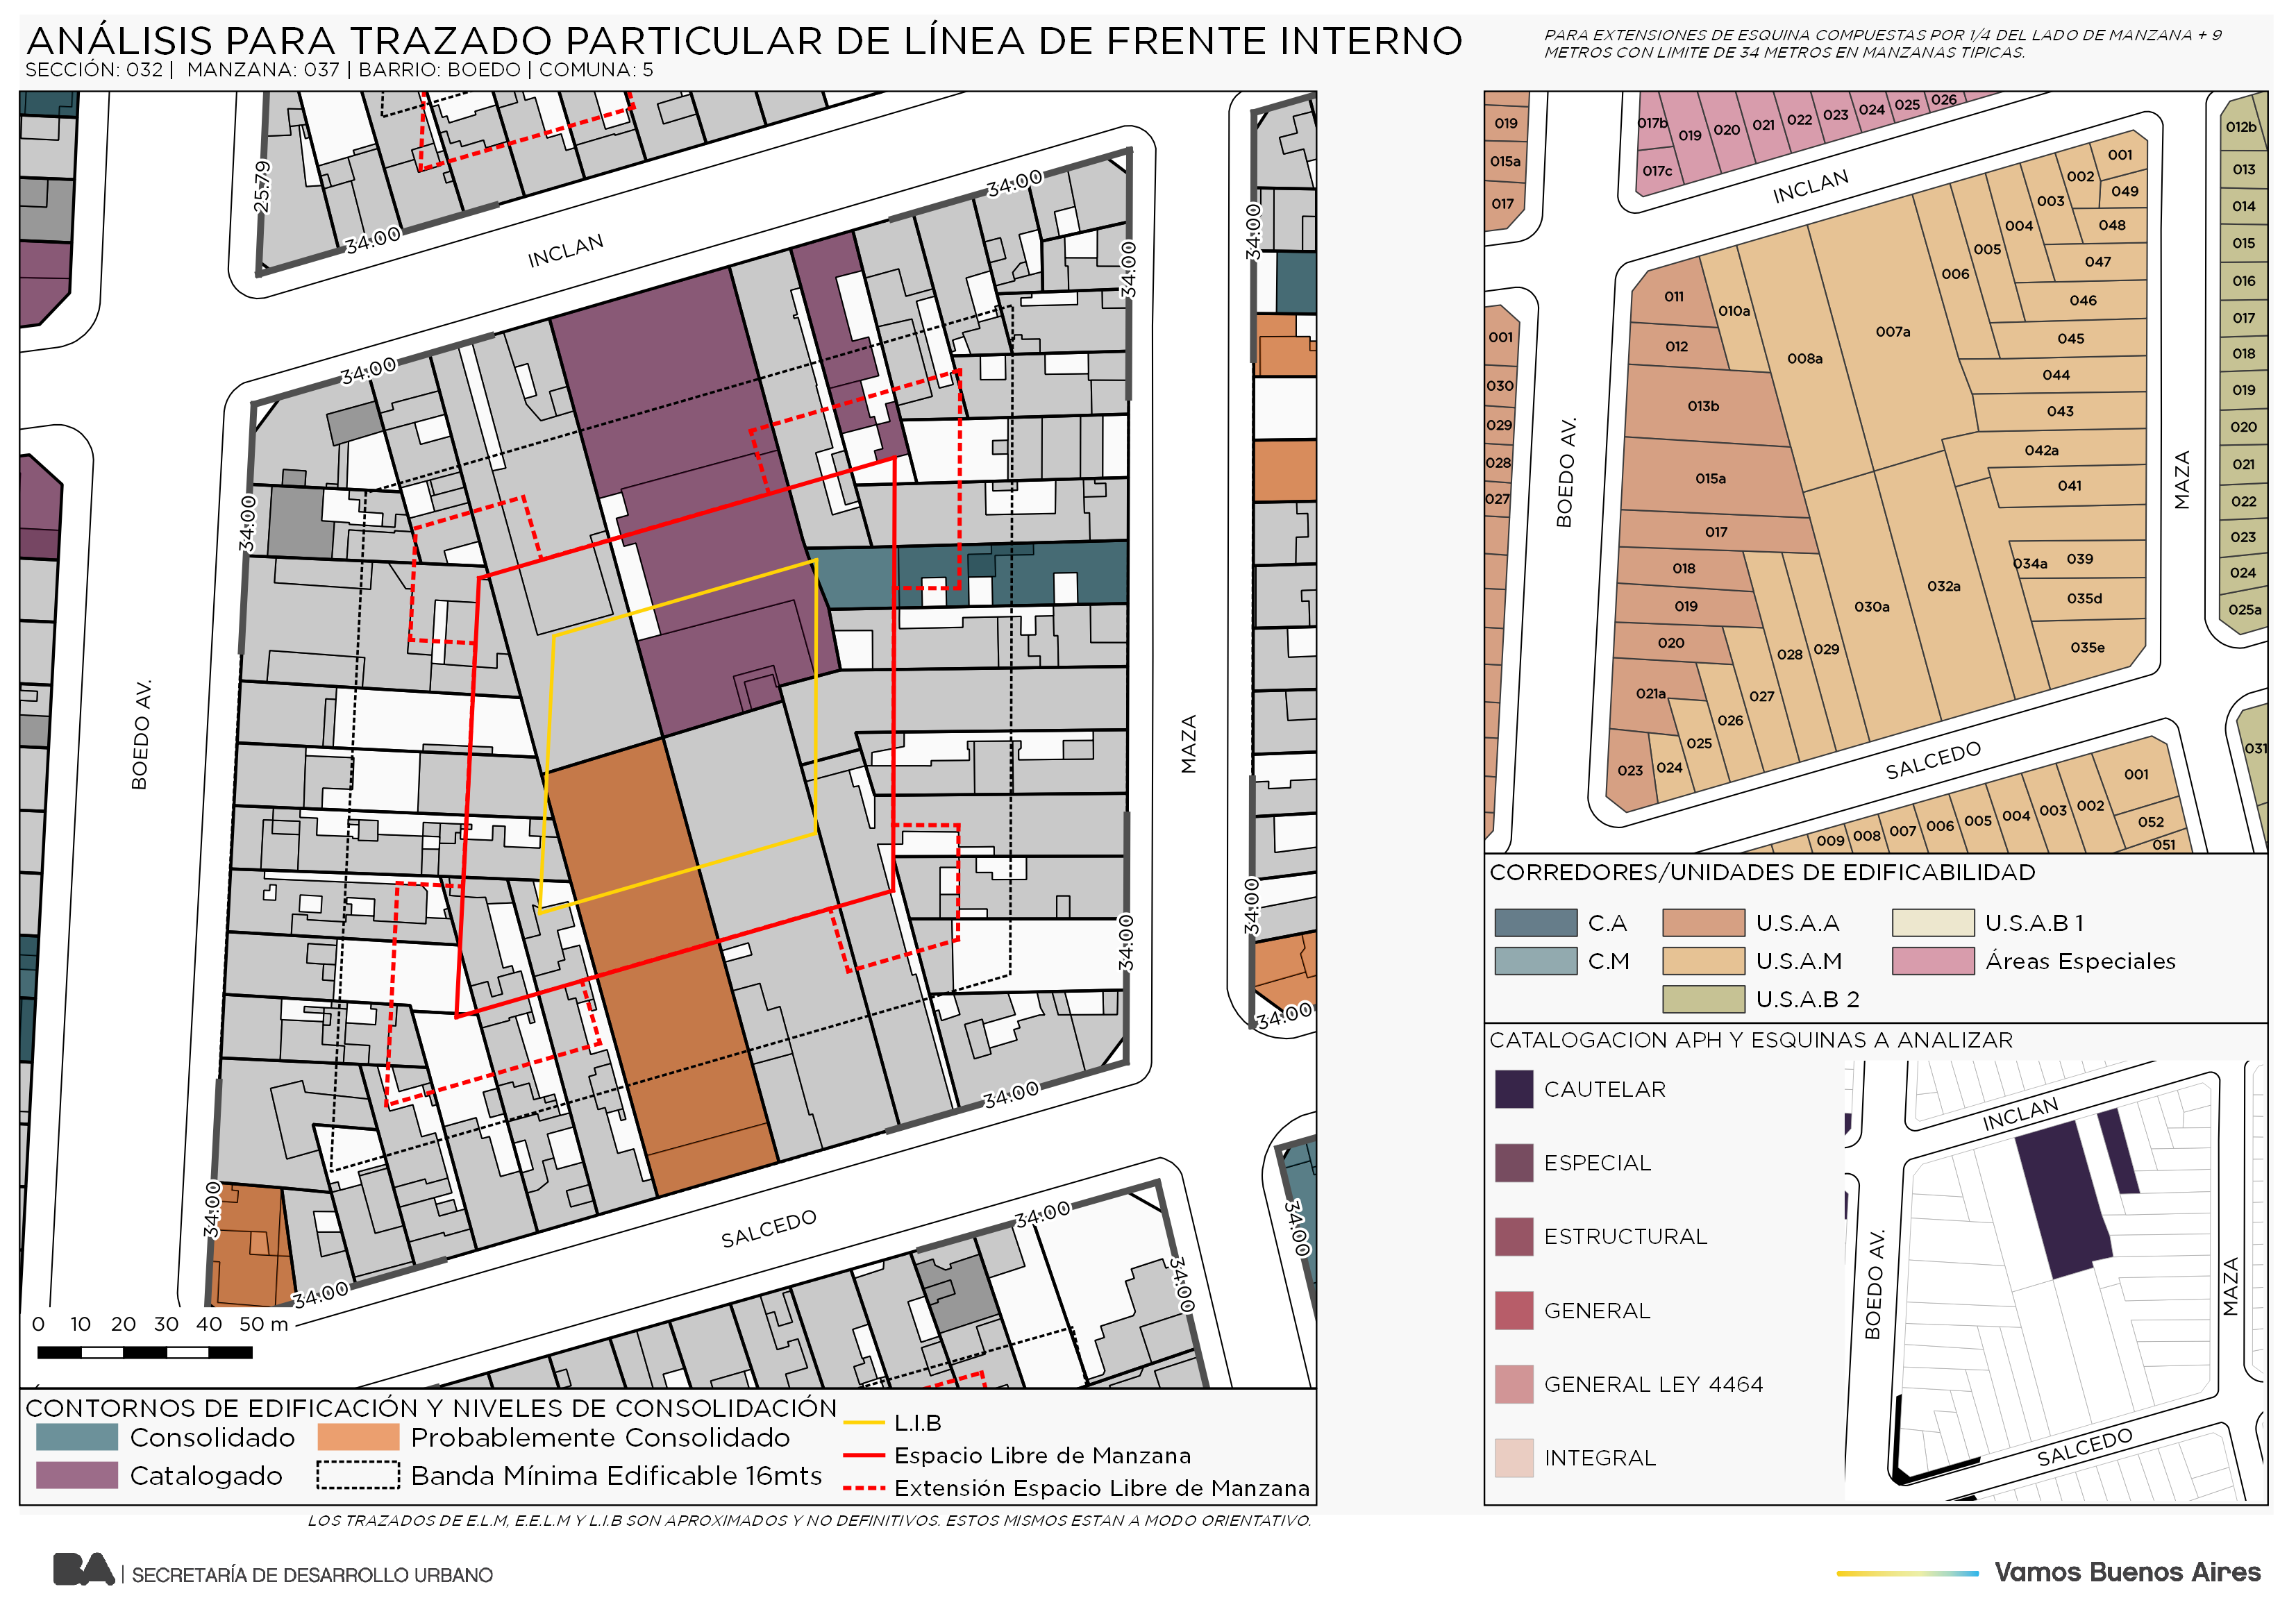 ANÁLISIS PARA TRAZADO PARTICULAR DE LÍNEA DE FRENTE INTERNO
SECCIÓN: 032 | MANZANA: 037 | BARRIO: BOEDO | COMUNA: 5
PARA EXTENSIONES DE ESQUINA COMPUESTAS POR 1/4 DEL LADO DE MANZANA + 9
METROS CON LIMITE DE 34 METROS EN MANZANAS TIPICAS.
25.79
34.00
INCLAN
34.00
34.00
34.00
34.00
34.00
BOEDO AV.
MAZA
34.00
34.00
34.00
34.00
34.00
34.00
SALCEDO
34.00
34.00
34.00
0 10 20 30 40 50 m
CONTORNOS DE EDIFICACIÓN Y NIVELES DE CONSOLIDACIÓN
Consolidado
Probablemente Consolidado
Catalogado
Banda Mínima Edificable 16mts
L.I.B
Espacio Libre de Manzana
Extensión Espacio Libre de Manzana
LOS TRAZADOS DE E.L.M, E.E.L.M Y L.I.B SON APROXIMADOS Y NO DEFINITIVOS. ESTOS MISMOS ESTAN A MODO ORIENTATIVO.
019
015a
017
017b
017c
019
020
021
022
023
024
025
026
012b
013
014
015
016
017
018
019
020
021
022
023
024
025a
031
INCLAN
001
030
029
028
027
BOEDO AV.
MAZA
011
012
013b
015a
017
018
019
020
021a
023
024
025
026
027
028
029
030a
032a
034a
010a
008a
007a
006
005
004
003
002
001
049
048
047
046
045
044
043
042a
041
039
035d
035e
SALCEDO
009
008
007
006
005
004
003
002
001
052
051
CORREDORES/UNIDADES DE EDIFICABILIDAD
C.A
U.S.A.A
U.S.A.B 1
C.M
U.S.A.M
Áreas Especiales
U.S.A.B 2
CATALOGACION APH Y ESQUINAS A ANALIZAR
CAUTELAR
ESPECIAL
ESTRUCTURAL
GENERAL
GENERAL LEY 4464
INTEGRAL
INCLAN
BOEDO AV.
MAZA
SALCEDO
BA | SECRETARÍA DE DESARROLLO URBANO
Vamos Buenos Aires